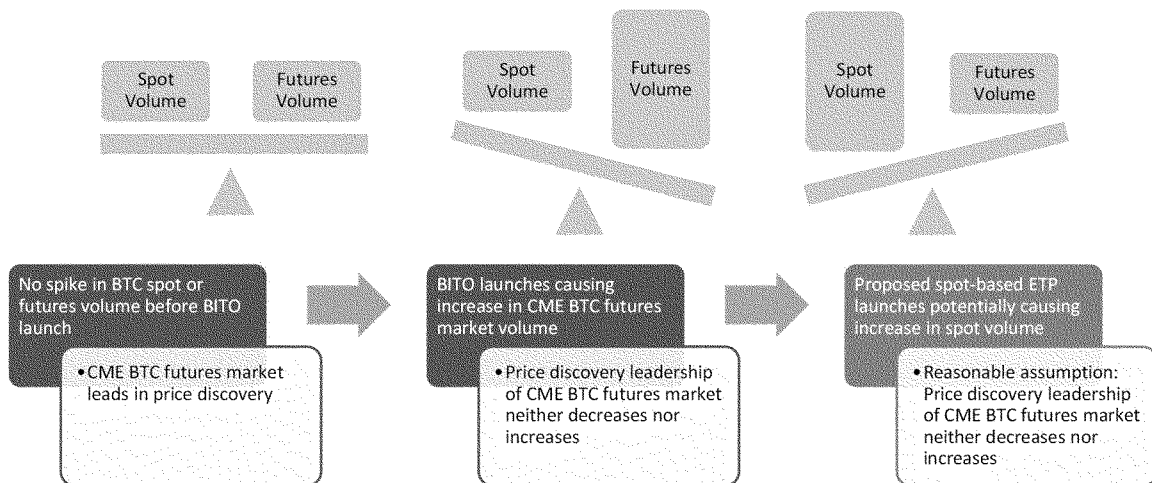 Spot
Volume
Futures
Volume
Spot
Volume
Futures
Volume
Spot
Volume
Futures
Volume
No spike in BTC spot or
futures volume before BITO
launch
•CME BTC futures market
leads in price discovery
BITO launches causing
increase in CME BTC futures
market volume
•Price discovery leadership
of CME BTC futures market
neither decreases nor
increases
Proposed spot-based ETP
launches potentially causing
increase in spot volume
•Reasonable assumption:
Price discovery leadership
of CME BTC futures market
neither decreases nor
increases